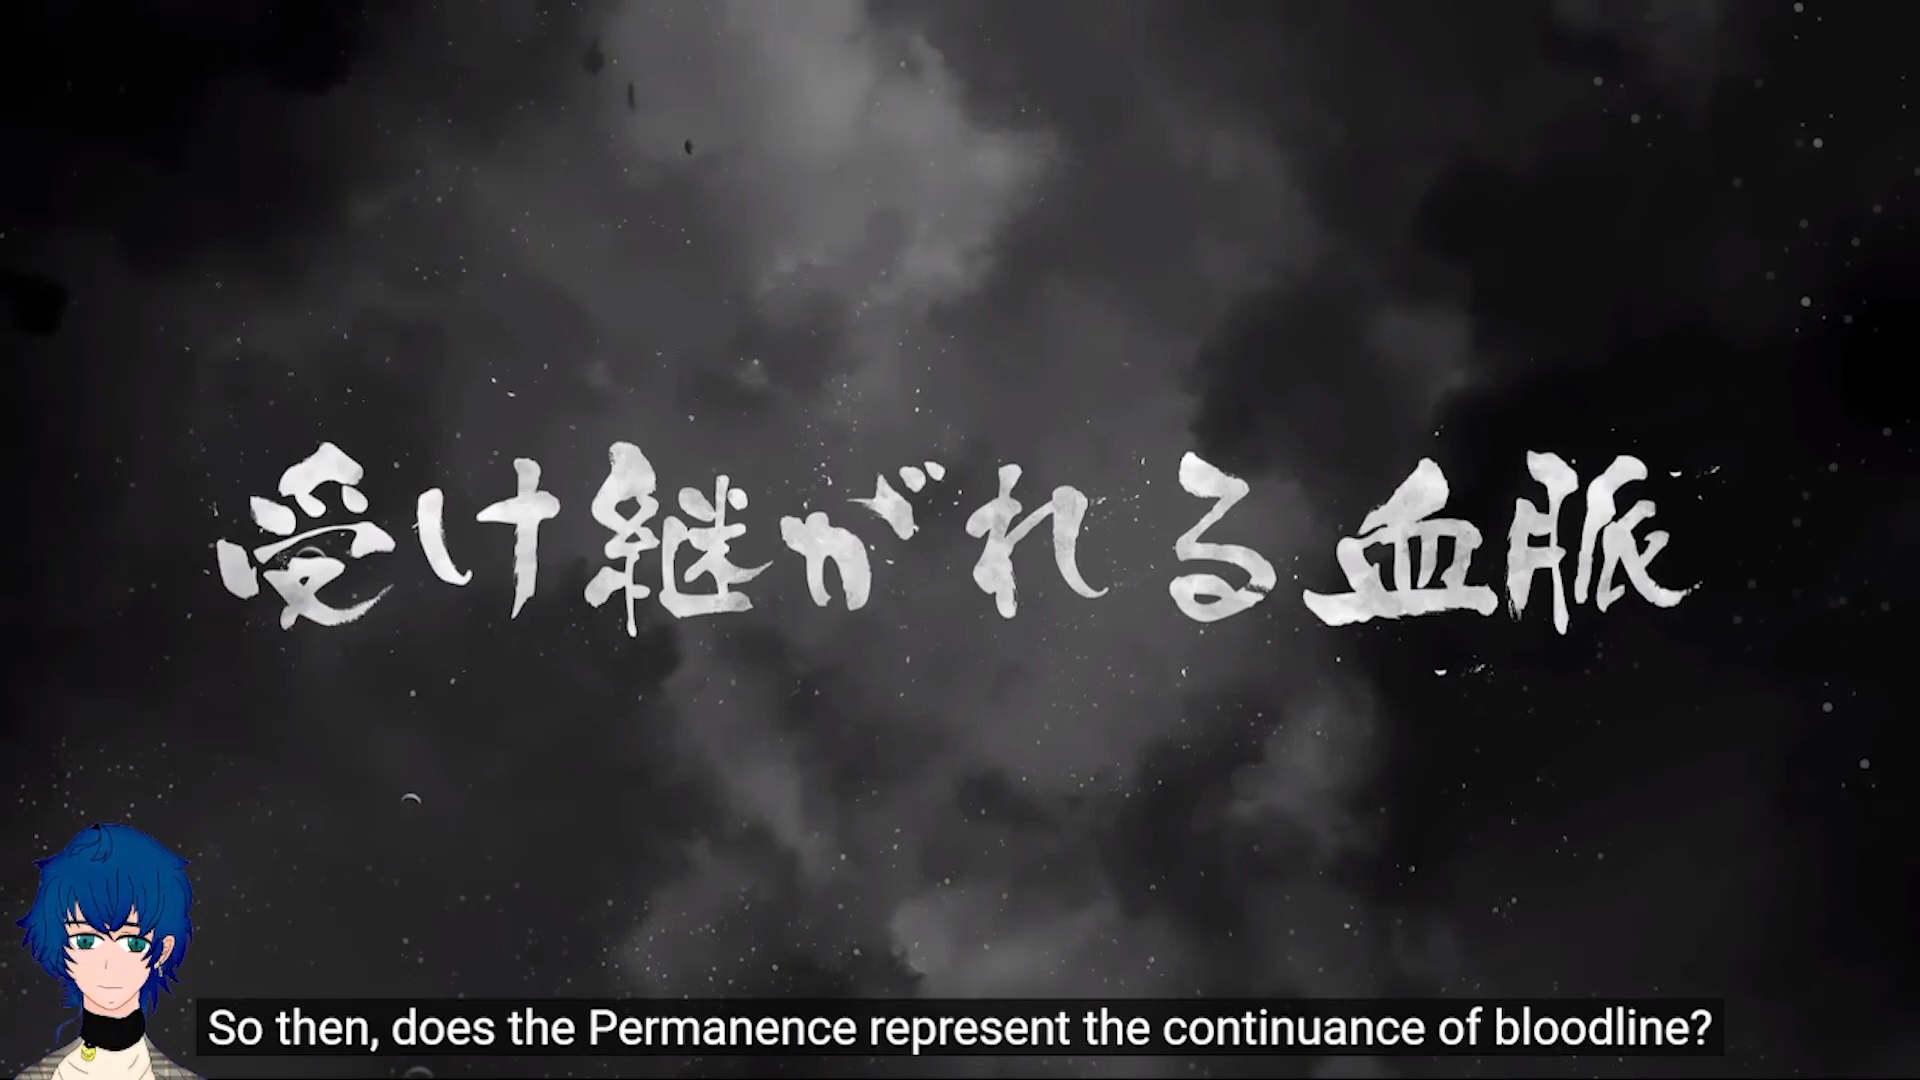 受け継がれる血脈
So then, does the Permanence represent the continuance of bloodline?